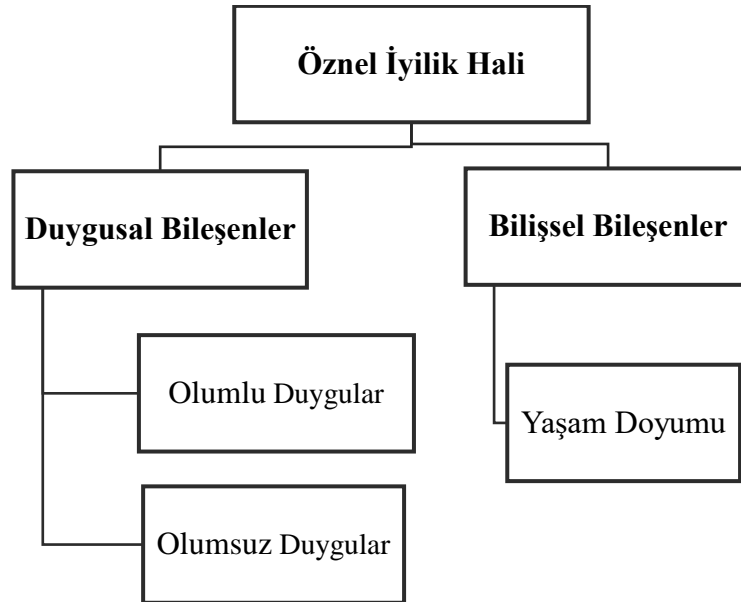 Öznel İyilik Hali
Duygusal Bileşenler
Bilişsel Bileşenler
Olumlu Duygular
Yaşam Doyumu
Olumsuz Duygular